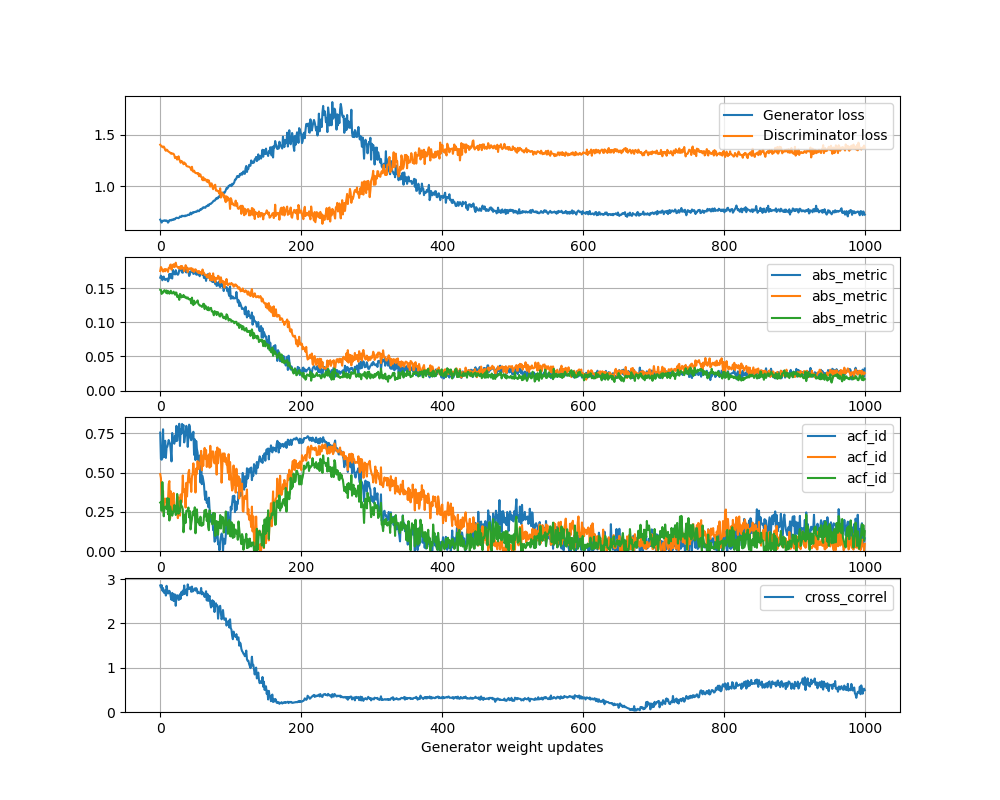 1.5
1.0
Generator loss
Discriminator loss
0 200 400 600 800 1000
0.15
0.10
0.05
0.00
abs_metric
abs_metric
abs_metric
0 200 400 600 800 1000
0.75
0.50
0.25
0.00
acf_id
acf_id
acf_id
0 200 400 600 800 1000
3
2
1
0
cross_correl
0 200 400 600 800 1000
Generator weight updates